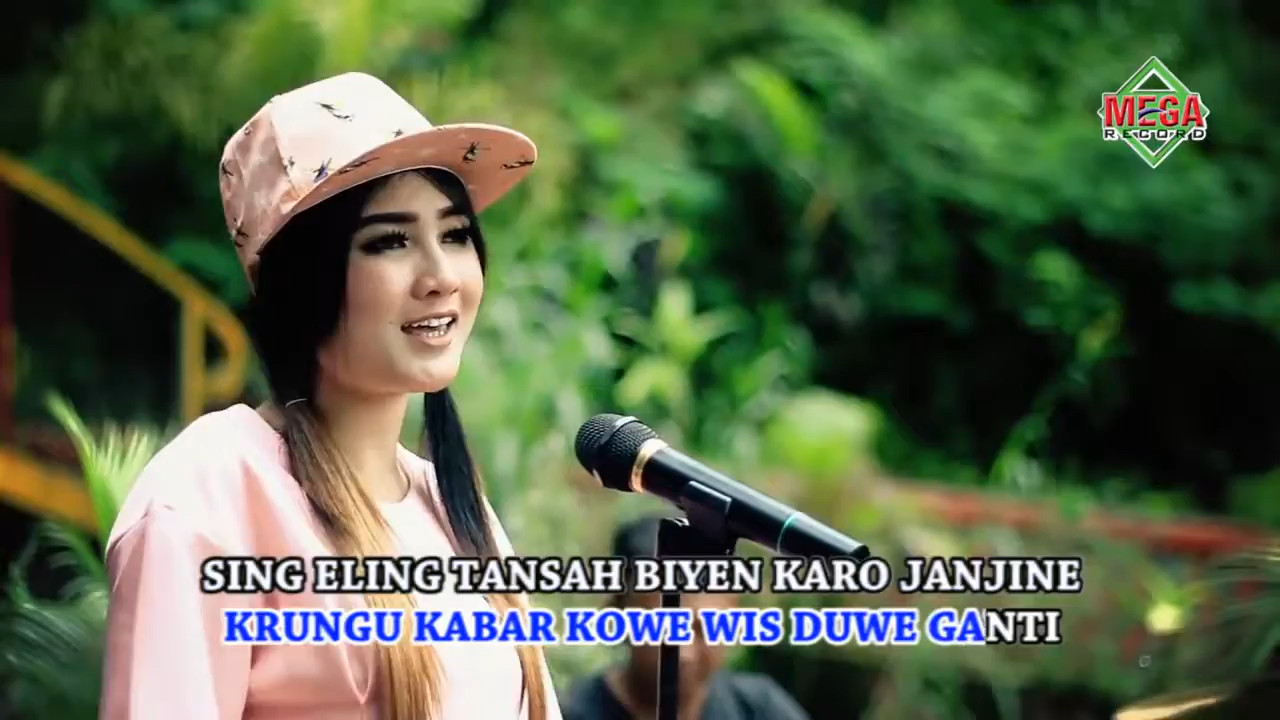 MEGA
RECORD
SING ELING TANSAH BIYEN KARO JANJINE
KRUNGU KABAR KOWE WIS DUWE GANTI